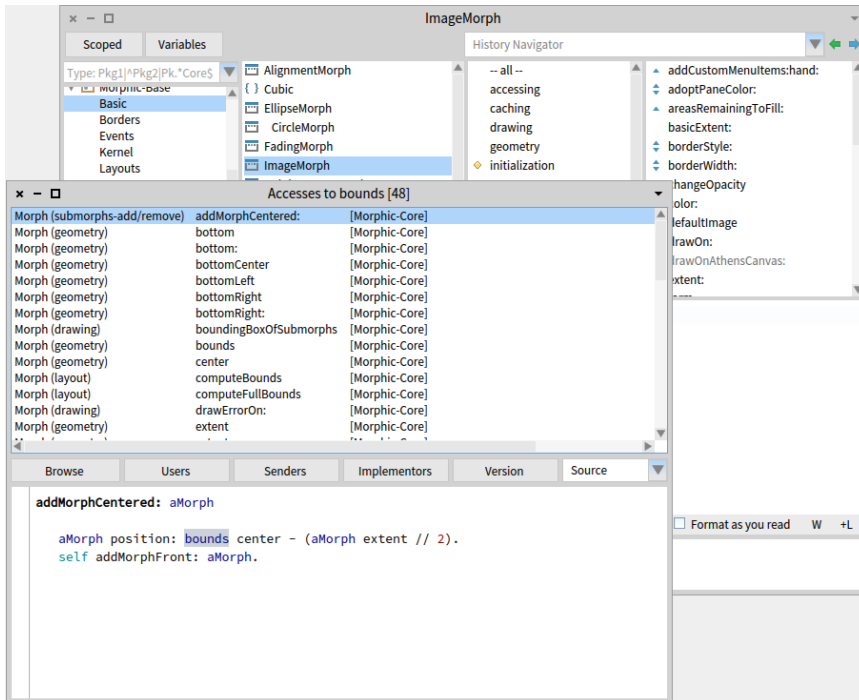 ImageMorph
Scoped
Variables
History Navigator
Type: Pkg1|^Pkg2|Pk.*Core$
Morphic-Base
Basic
Borders
Events
Kernel
Layouts
AlignmentMorph
{ } Cubic
EllipseMorph
CircleMorph
FadingMorph
ImageMorph
-- all --
accessing
caching
drawing
geometry
initialization
addCustomMenuItems:hand:
adoptPaneColor:
areasRemainingToFill:
basicExtent:
borderStyle:
borderWidth:
changeOpacity
color:
defaultImage
drawOn:
drawOnAthensCanvas:
extent:
Accesses to bounds [48]
Morph (submorphs-add/remove) addMorphCentered: [Morphic-Core]
Morph (geometry) bottom [Morphic-Core]
Morph (geometry) bottom: [Morphic-Core]
Morph (geometry) bottomCenter [Morphic-Core]
Morph (geometry) bottomLeft [Morphic-Core]
Morph (geometry) bottomRight [Morphic-Core]
Morph (geometry) bottomRight: [Morphic-Core]
Morph (drawing) boundingBoxOfSubmorphs [Morphic-Core]
Morph (geometry) bounds [Morphic-Core]
Morph (geometry) center [Morphic-Core]
Morph (layout) computeBounds [Morphic-Core]
Morph (layout) computeFullBounds [Morphic-Core]
Morph (drawing) drawErrorOn: [Morphic-Core]
Morph (geometry) extent [Morphic-Core]
Browse
Users
Senders
Implementors
Version
Source
addMorphCentered: aMorph
aMorph position: bounds center - (aMorph extent // 2).
self addMorphFront: aMorph.
Format as you read W +L